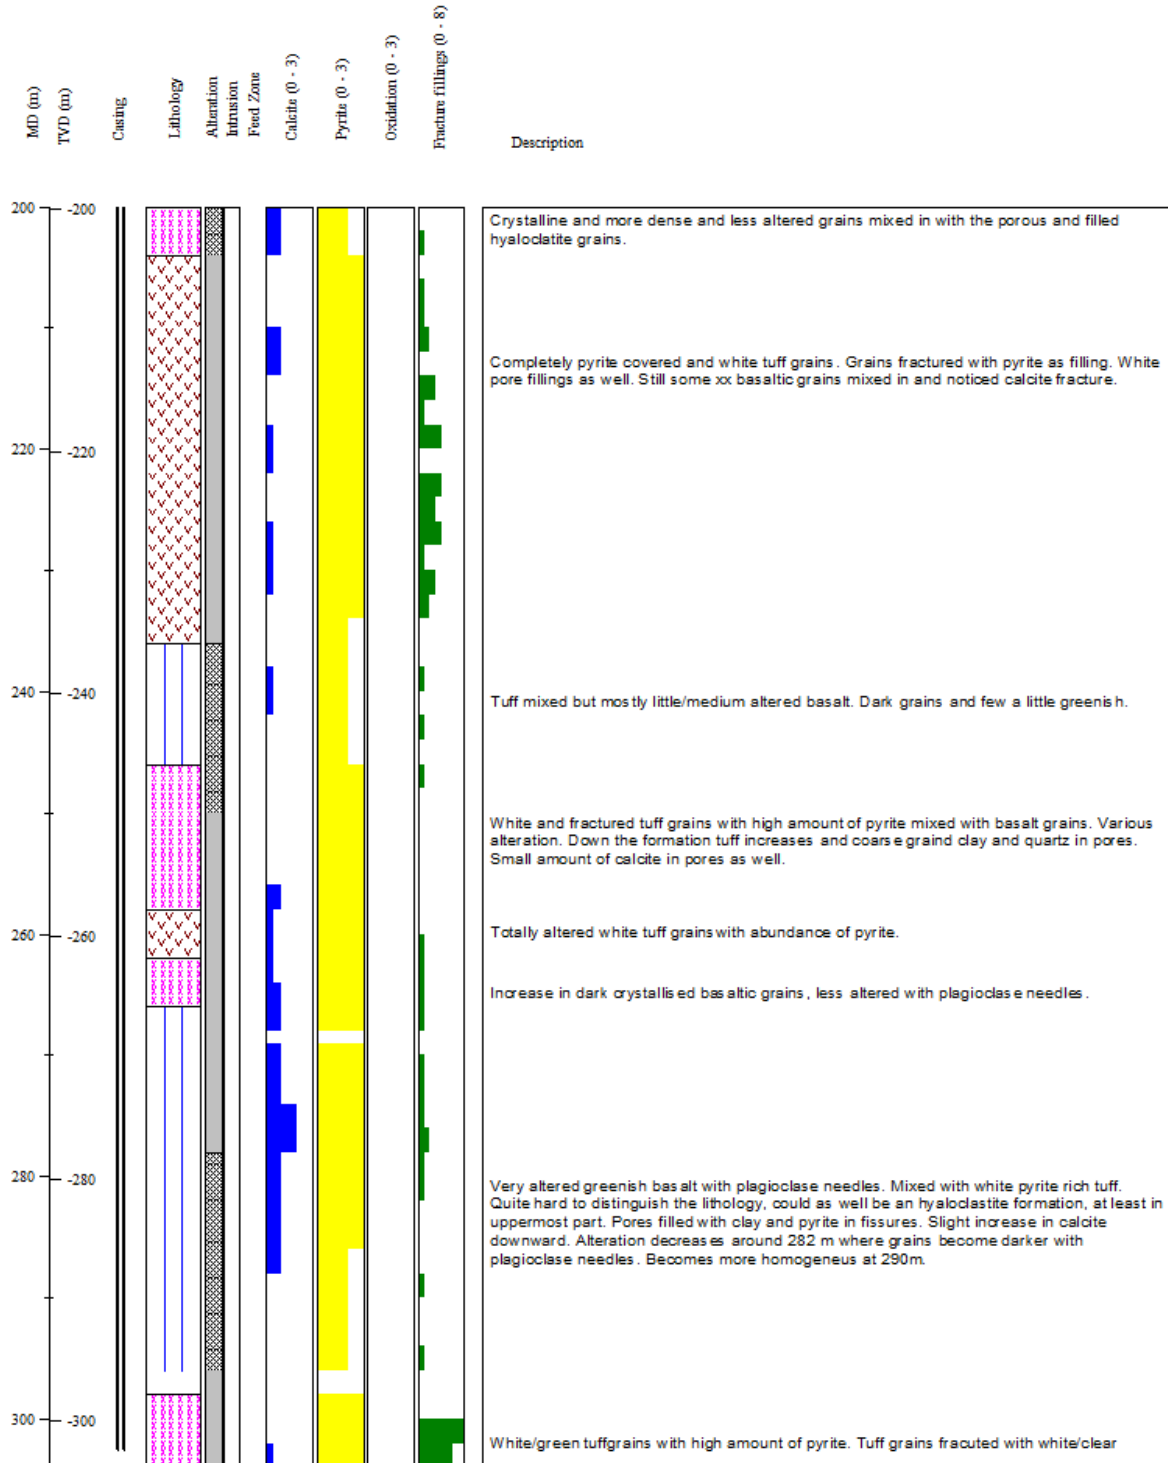 MD (m)
TVD (m)
Casing
Lithology
Alteration
Intrusion
Feed Zone
Calcite (0 - 3)
Pyrite (0 - 3)
Oxidation (0 - 3)
Fracture fillings (0 - 8)
Description
200 -200
Crystalline and more dense and less altered grains mixed in with the porous and filled
hyaloclatite grains.
Completely pyrite covered and white tuff grains. Grains fractured with pyrite as filling. White
pore fillings as well. Still some xx basaltic grains mixed in and noticed calcite fracture.
220 -220
240 -240
Tuff mixed but mostly little/medium altered basalt. Dark grains and few a little greenish.
White and fractured tuff grains with high amount of pyrite mixed with basalt grains. Various
alteration. Down the formation tuff increases and coarse graind clay and quartz in pores.
Small amount of calcite in pores as well.
260 -260
Totally altered white tuff grains with abundance of pyrite.
Increase in dark crystallised basaltic grains, less altered with plagioclase needles.
280 -280
Very altered greenish basalt with plagioclase needles. Mixed with white pyrite rich tuff.
Quite hard to distinguish the lithology, could as well be an hyaloclastite formation, at least in
uppermost part. Pores filled with clay and pyrite in fissures. Slight increase in calcite
downward. Alteration decreases around 282 m where grains become darker with
plagioclase needles. Becomes more homogeneus at 290m.
300 -300
White/green tuffgrains with high amount of pyrite. Tuff grains fracuted with white/clear